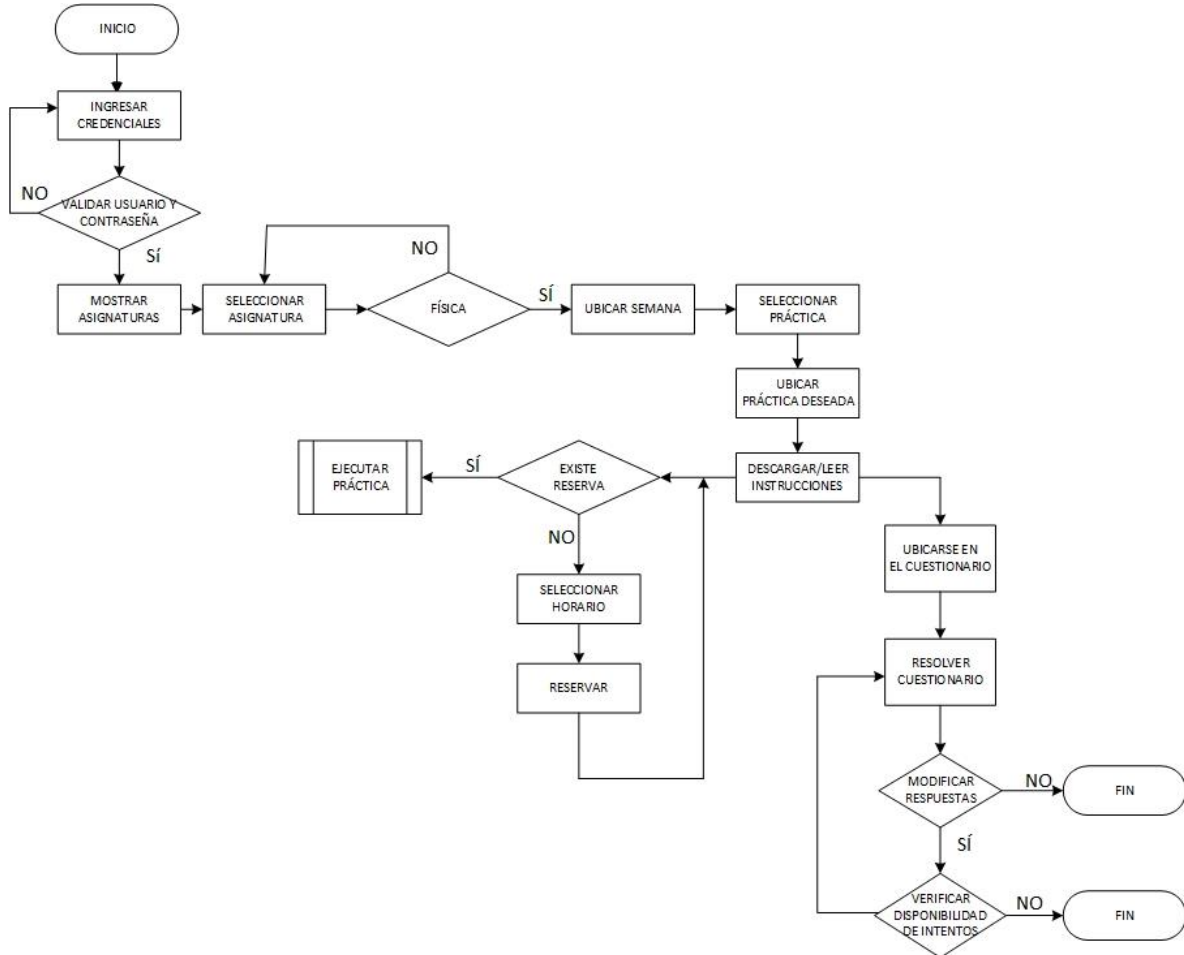 INICIO
INGRESAR
CREDENCIALES
NO
VALIDAR USUARIO Y
CONTRASEÑA
SÍ
MOSTRAR
ASIGNATURAS
SELECCIONAR
ASIGNATURA
NO
FÍSICA
SÍ
UBICAR SEMANA
SELECCIONAR
PRÁCTICA
UBICAR
PRÁCTICA DESEADA
DESCARGAR/LEER
INSTRUCCIONES
EXISTE
RESERVA
SÍ
EJECUTAR
PRÁCTICA
NO
SELECCIONAR
HORARIO
RESERVAR
UBICARSE EN
EL CUESTIONARIO
RESOLVER
CUESTIONARIO
MODIFICAR
RESPUESTAS
NO
FIN
SÍ
VERIFICAR
DISPONIBILIDAD
DE INTENTOS
NO
FIN